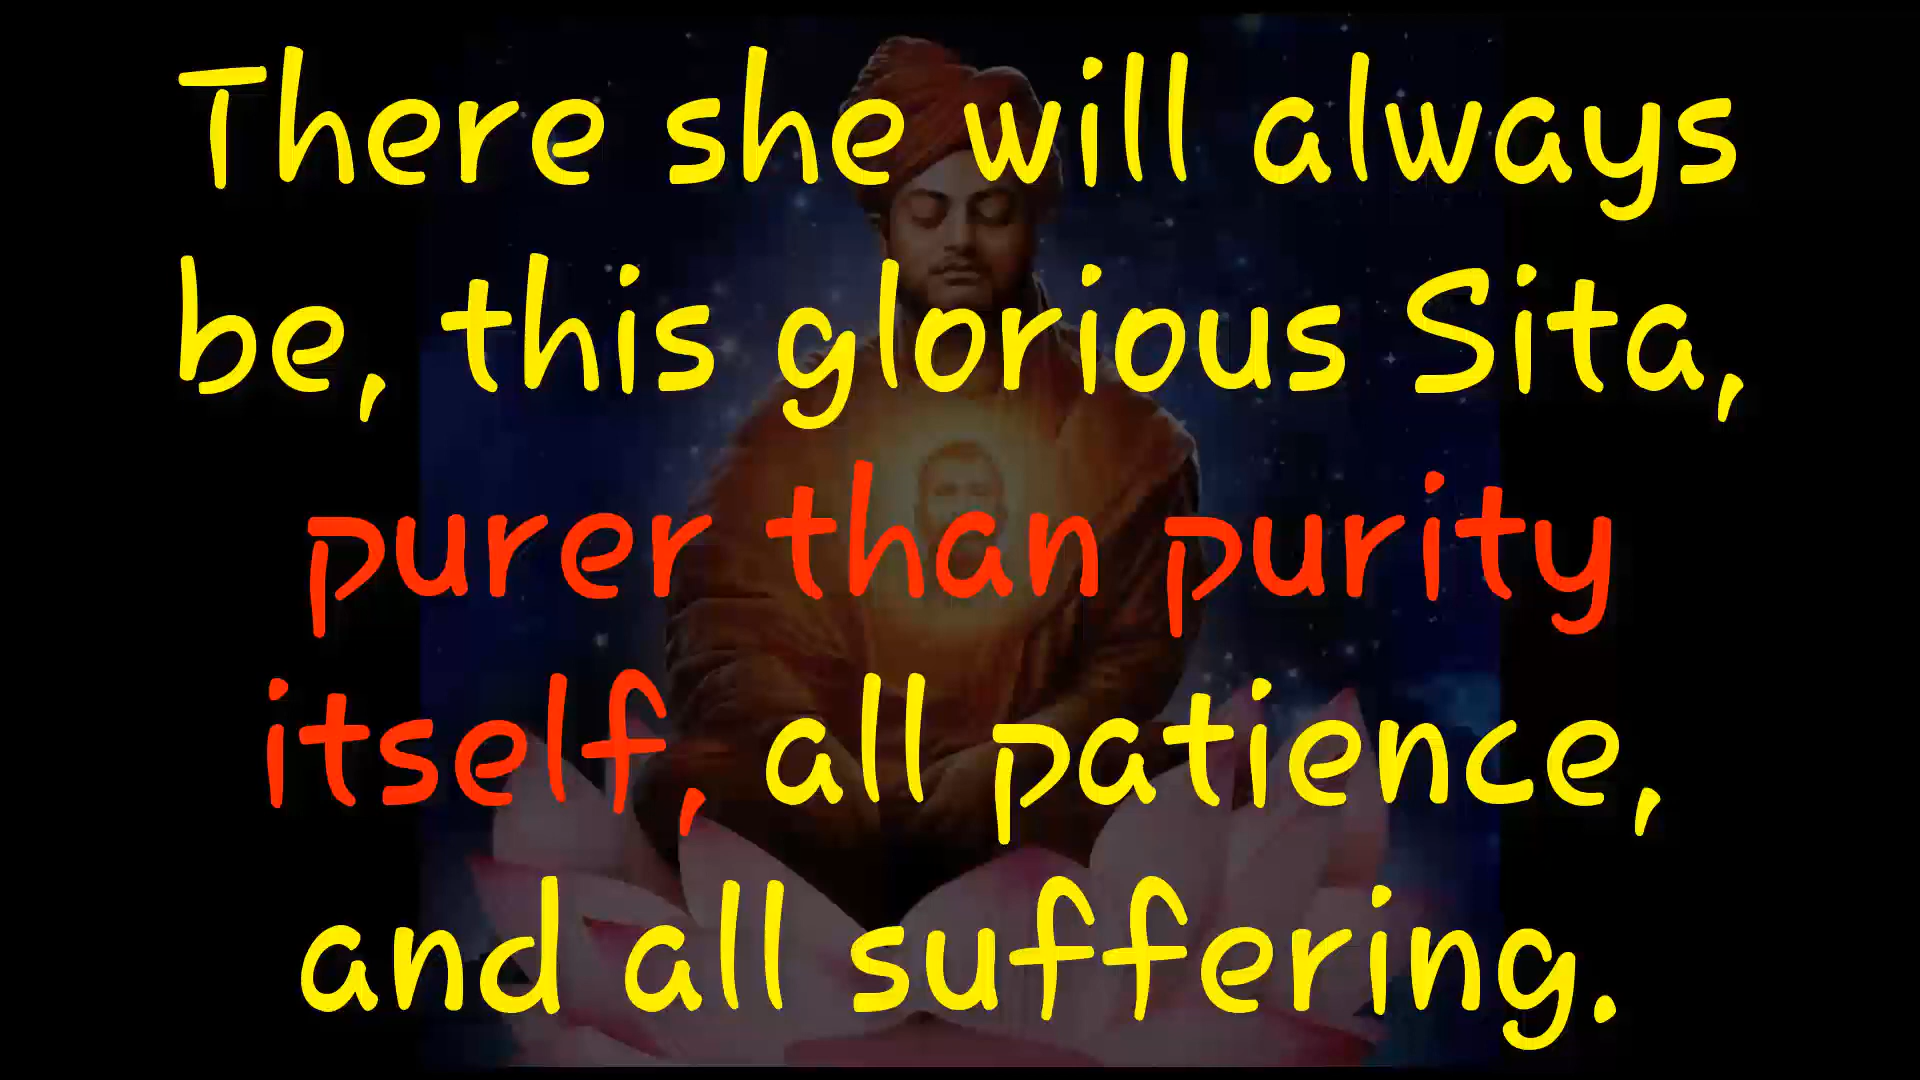 There she will always
be, this glorious Sita,
purer than purity
itself, all patience,
and all suffering.